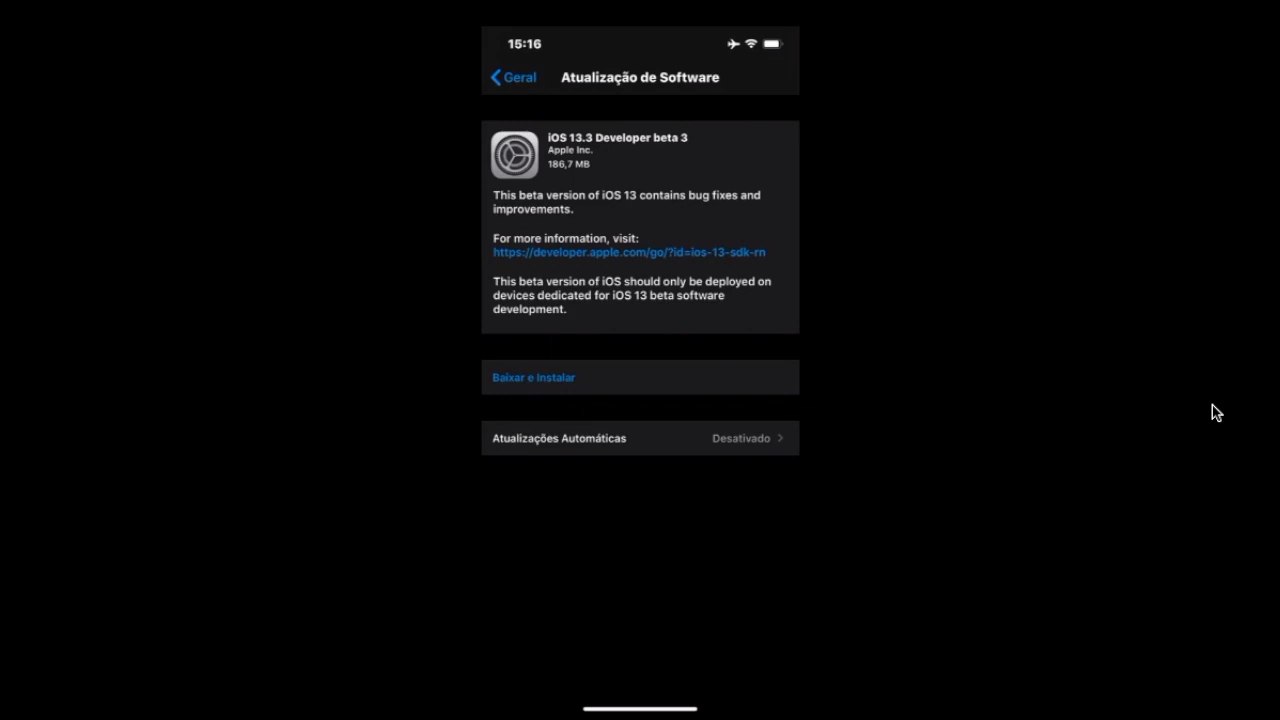 15:16
Geral
Atualização de Software
iOS 13.3 Developer beta 3
Apple Inc.
186,7 MB
This beta version of iOS 13 contains bug fixes and
improvements.
For more information, visit:
https://developer.apple.com/go/?id=ios-13-sdk-rn
This beta version of iOS should only be deployed on
devices dedicated for iOS 13 beta software
development.
Baixar e Instalar
Atualizações Automáticas
Desativado